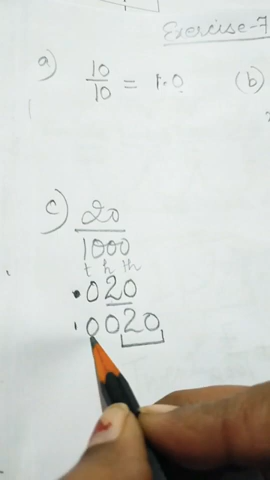 Exercise-7
a) 10/10 = 1.0
(b)
c) 20/1000
t h th
.020
.0020